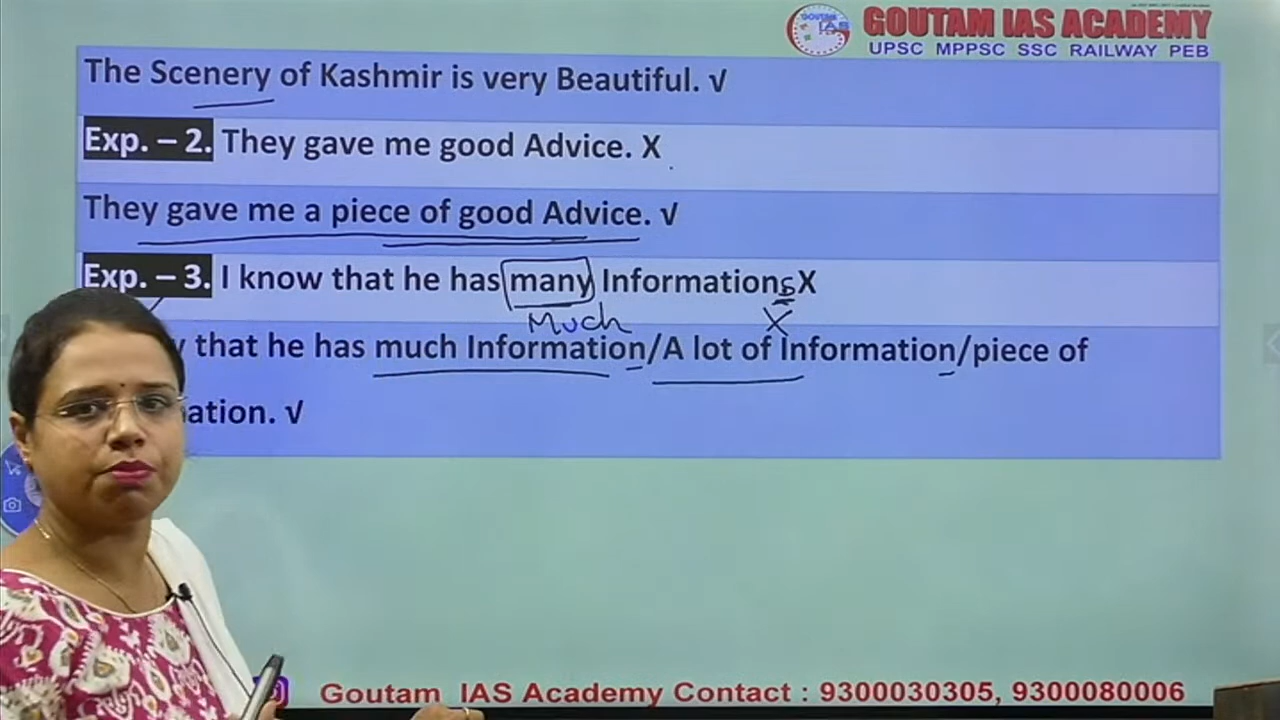 GOUTAM IAS ACADEMY
UPSC MPPSC SSC RAILWAY PEB
The Scenery of Kashmir is very Beautiful. √
Exp. – 2. They gave me good Advice. X
They gave me a piece of good Advice. √
Exp. – 3. I know that he has many Informations X
Much X
that he has much Information/A lot of Information/piece of
ation. √
Goutam IAS Academy Contact : 9300030305, 9300080006